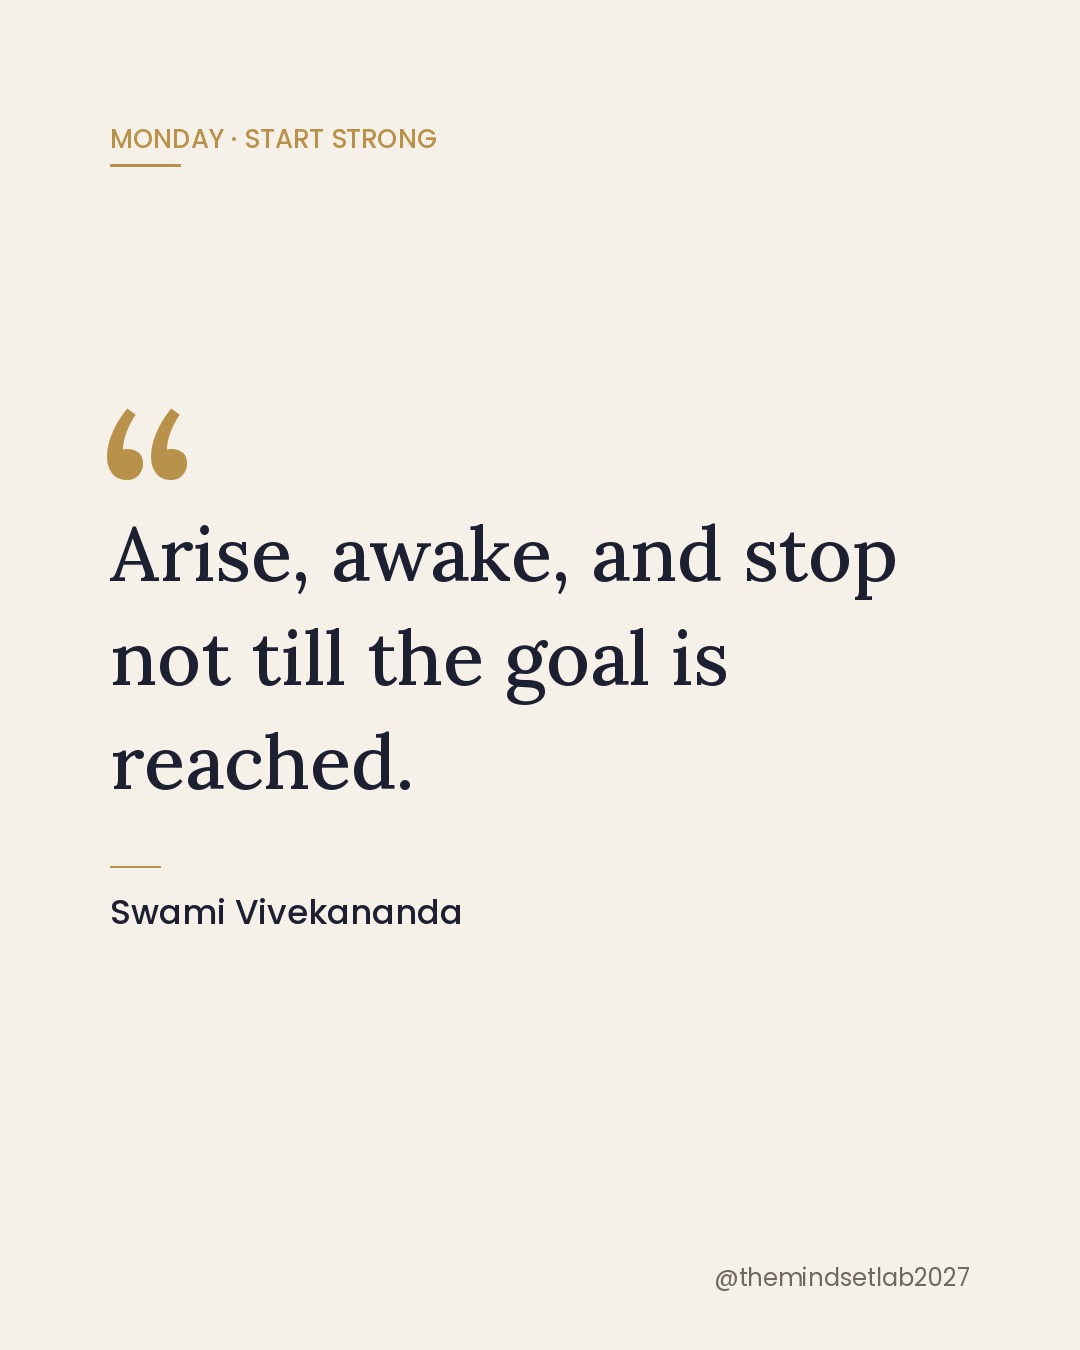 MONDAY · START STRONG
“
Arise, awake, and stop
not till the goal is
reached.
Swami Vivekananda
@themindsetlab2027